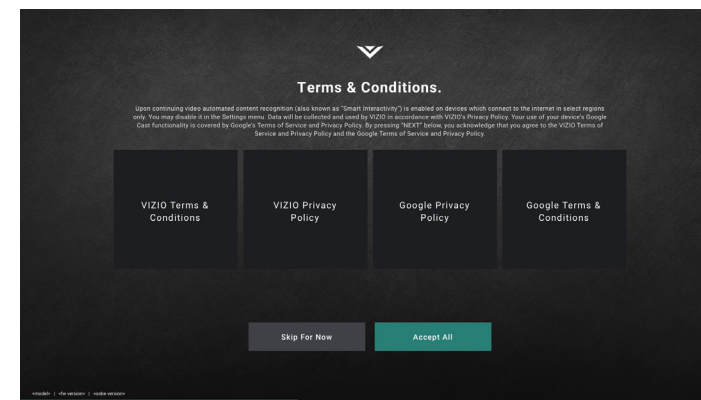 Terms & Conditions.
Upon continuing video automated content recognition (also known as "Smart Interactivity") is enabled on devices which connect to the internet in select regions
only. You may disable it in the Settings menu. Data will be collected and used by VIZIO in accordance with VIZIO's Privacy Policy. Your use of your device's Google
Cast functionality is covered by Google's Terms of Service and Privacy Policy. By pressing "NEXT" below, you acknowledge that you agree to the VIZIO Terms of
Service and Privacy Policy and the Google Terms of Service and Privacy Policy.
VIZIO Terms &
Conditions
VIZIO Privacy
Policy
Google Privacy
Policy
Google Terms &
Conditions
Skip For Now
Accept All
<model> | <fw version> | <oobe version>